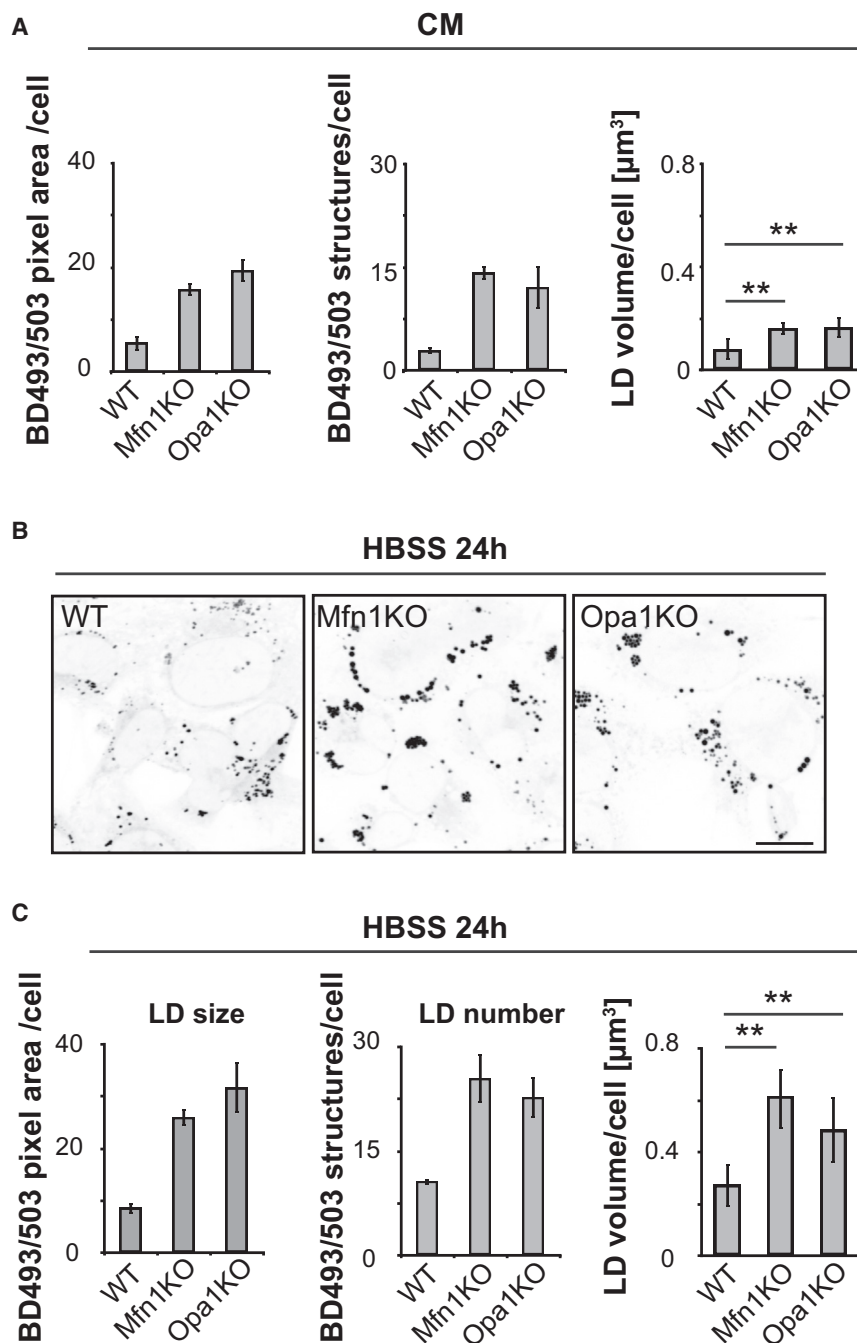 A
CM
BD493/503 pixel area /cell
40
20
0
WT
Mfn1KO
Opa1KO
BD493/503 structures/cell
30
15
0
WT
Mfn1KO
Opa1KO
LD volume/cell [µm³]
0.8
0.4
0
**
**
WT
Mfn1KO
Opa1KO
B
HBSS 24h
WT
Mfn1KO
Opa1KO
C
HBSS 24h
BD493/503 pixel area /cell
LD size
40
20
0
WT
Mfn1KO
Opa1KO
BD493/503 structures/cell
LD number
30
15
0
WT
Mfn1KO
Opa1KO
LD volume/cell [µm³]
0.8
0.4
0
**
**
WT
Mfn1KO
Opa1KO